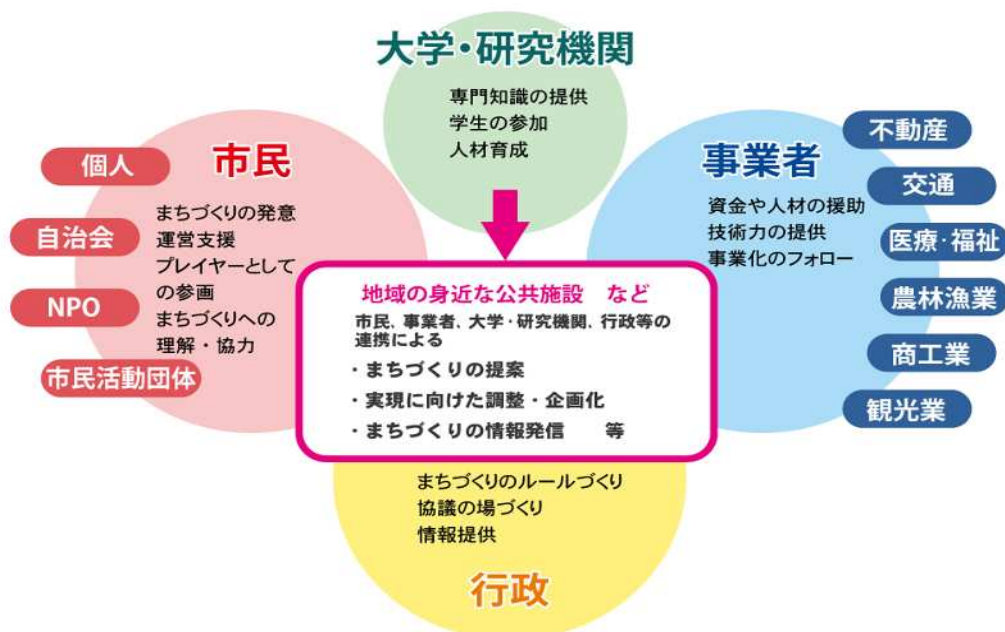 大学・研究機関
専門知識の提供
学生の参加
人材育成
市民
個人
自治会
NPO
市民活動団体
まちづくりの発意
運営支援
プレイヤーとして
の参画
まちづくりへの
理解・協力
事業者
資金や人材の援助
技術力の提供
事業化のフォロー
不動産
交通
医療・福祉
農林漁業
商工業
観光業
地域の身近な公共施設　など
市民、事業者、大学・研究機関、行政等の
連携による
・まちづくりの提案
・実現に向けた調整・企画化
・まちづくりの情報発信　　等
まちづくりのルールづくり
協議の場づくり
情報提供
行政